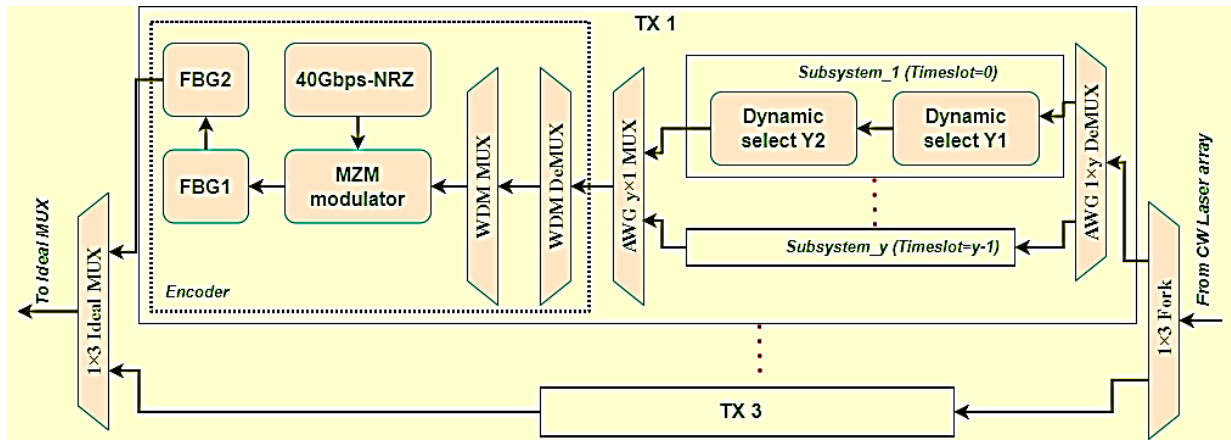 TX 1
FBG2
40Gbps-NRZ
FBG1
MZM
modulator
WDM MUX
WDM DeMUX
Encoder
AWG y×1 MUX
Subsystem_1 (Timeslot=0)
Dynamic
select Y2
Dynamic
select Y1
Subsystem_y (Timeslot=y-1)
AWG 1×y DeMUX
1×3 Fork
From CW Laser array
To Ideal MUX
1×3 Ideal MUX
TX 3